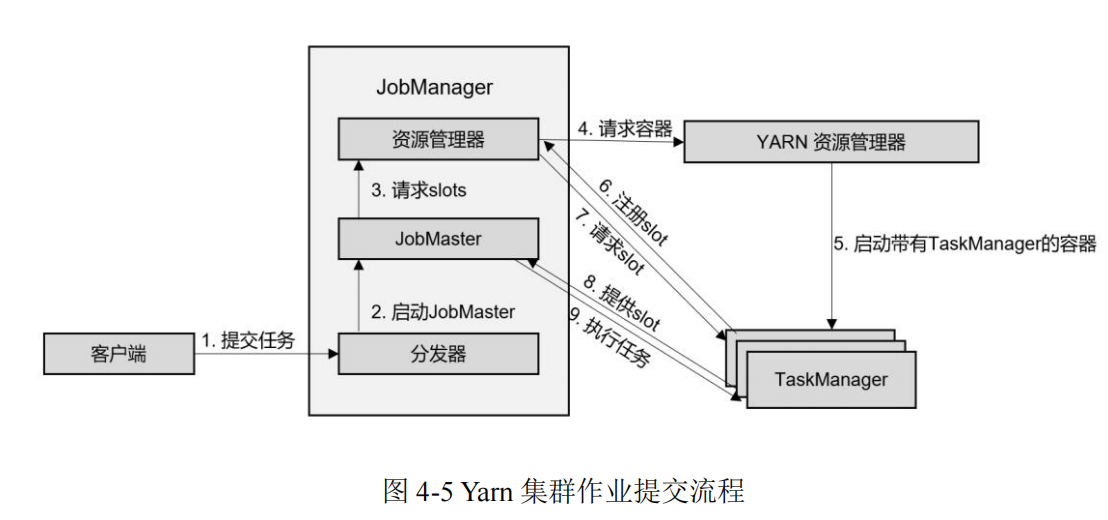 JobManager
资源管理器
4. 请求容器
YARN 资源管理器
3. 请求slots
6. 注册slot
7. 请求slot
JobMaster
5. 启动带有TaskManager的容器
8. 提供slot
9. 执行任务
2. 启动JobMaster
1. 提交任务
客户端
分发器
TaskManager
图 4-5 Yarn 集群作业提交流程